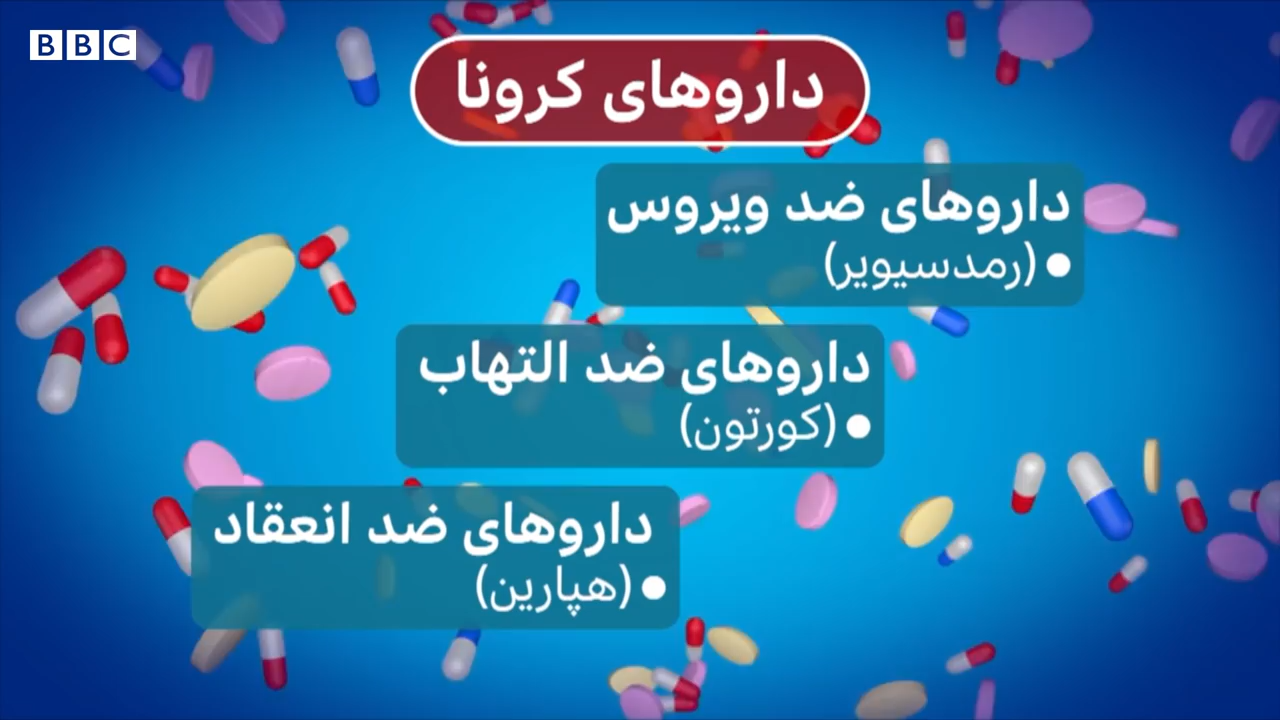 BBC
داروهای کرونا
داروهای ضد ویروس
• (رمدسیویر)
داروهای ضد التهاب
• (کورتون)
داروهای ضد انعقاد
• (هپارین)